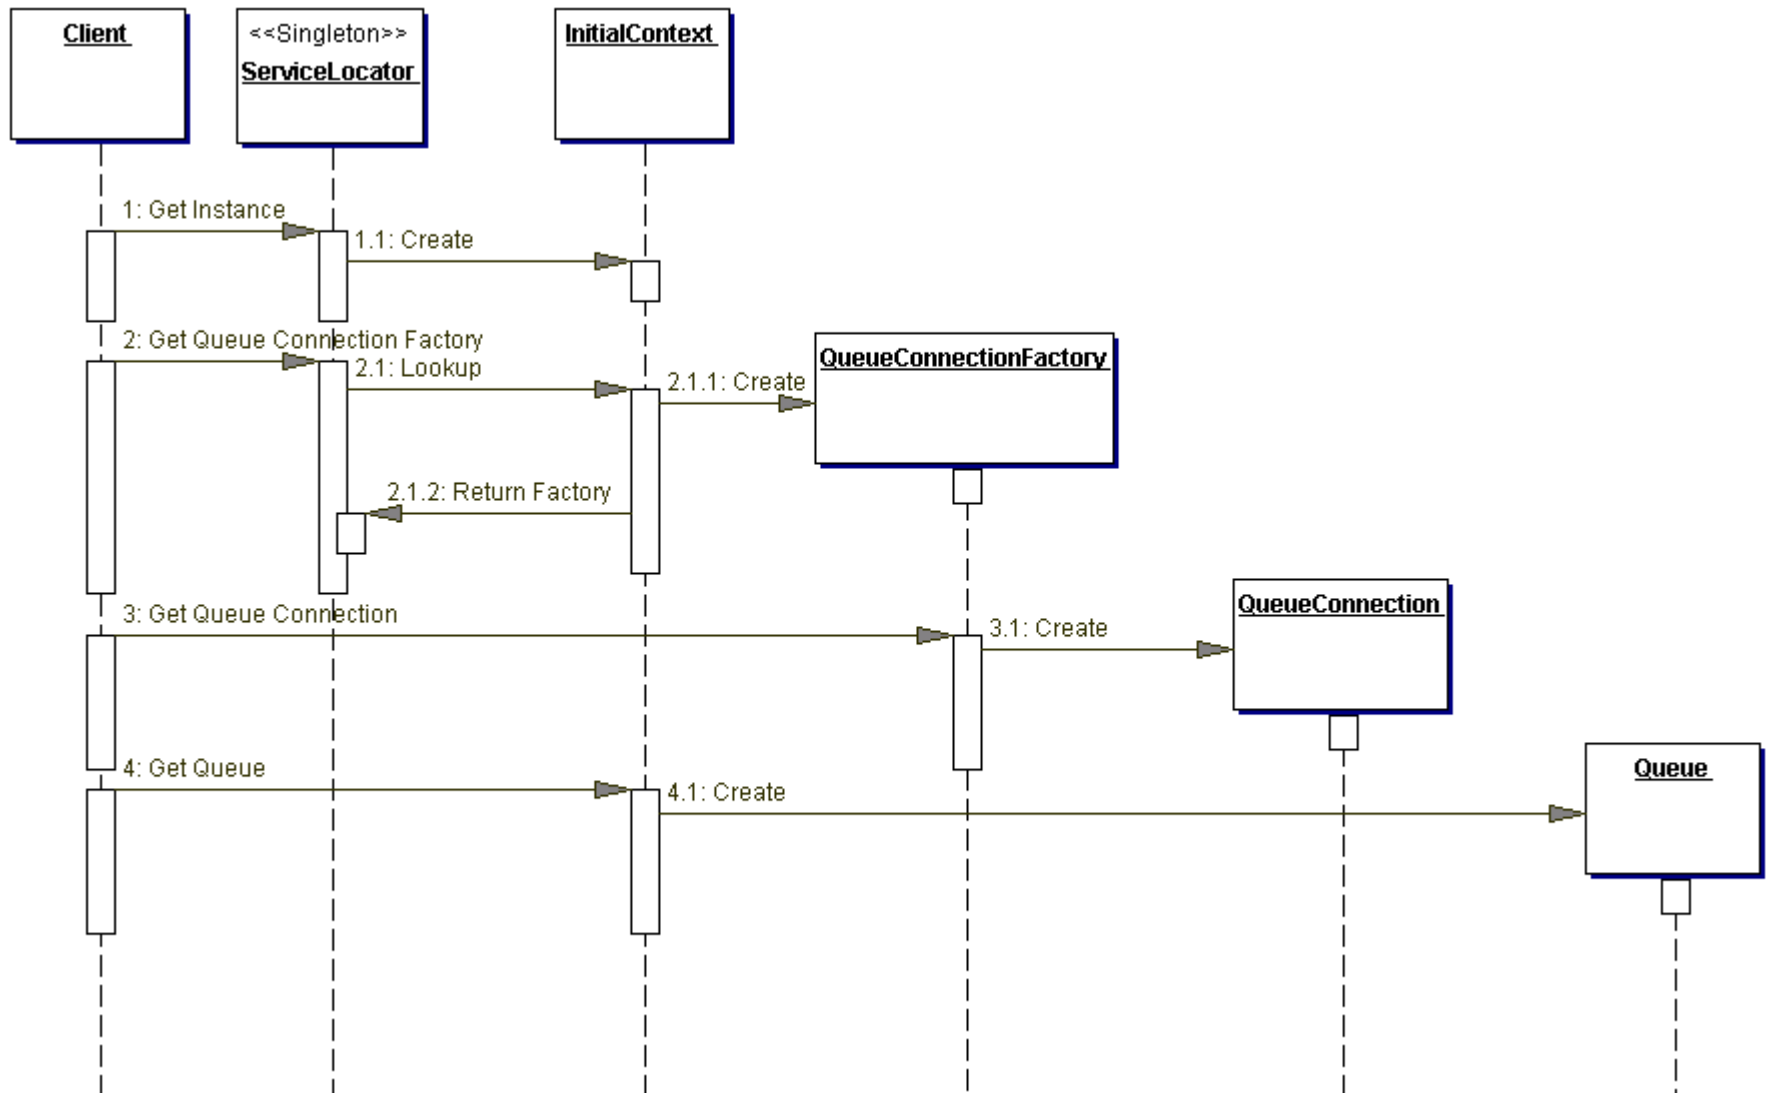 Client
<<Singleton>>
ServiceLocator
InitialContext
1: Get Instance
1.1: Create
2: Get Queue Connection Factory
2.1: Lookup
2.1.1: Create
QueueConnectionFactory
2.1.2: Return Factory
3: Get Queue Connection
3.1: Create
QueueConnection
4: Get Queue
4.1: Create
Queue